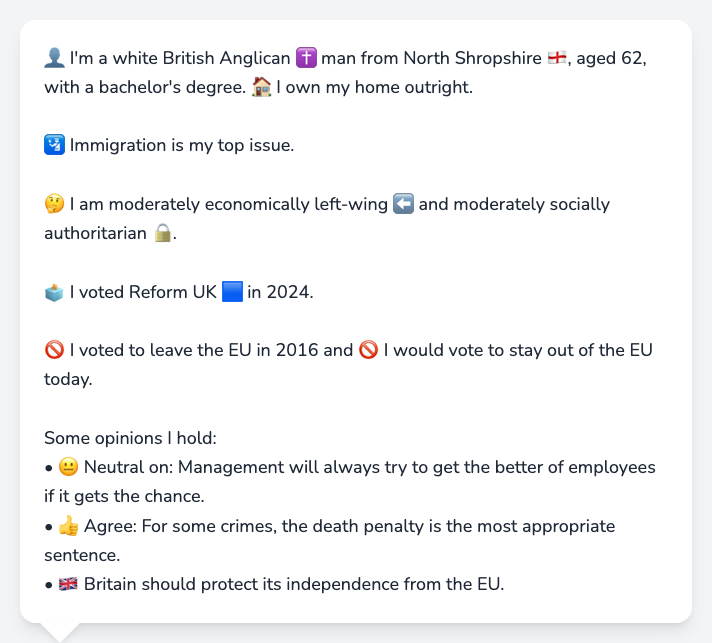 👤 I'm a white British Anglican ✝️ man from North Shropshire 🏴󠁧󠁢󠁥󠁮󠁧󠁿, aged 62,
with a bachelor's degree. 🏠 I own my home outright.
🛂 Immigration is my top issue.
🤔 I am moderately economically left-wing ⬅️ and moderately socially
authoritarian 🔒.
🗳️ I voted Reform UK 🟦 in 2024.
🚫 I voted to leave the EU in 2016 and 🚫 I would vote to stay out of the EU
today.
Some opinions I hold:
• 😐 Neutral on: Management will always try to get the better of employees
if it gets the chance.
• 👍 Agree: For some crimes, the death penalty is the most appropriate
sentence.
• 🇬🇧 Britain should protect its independence from the EU.